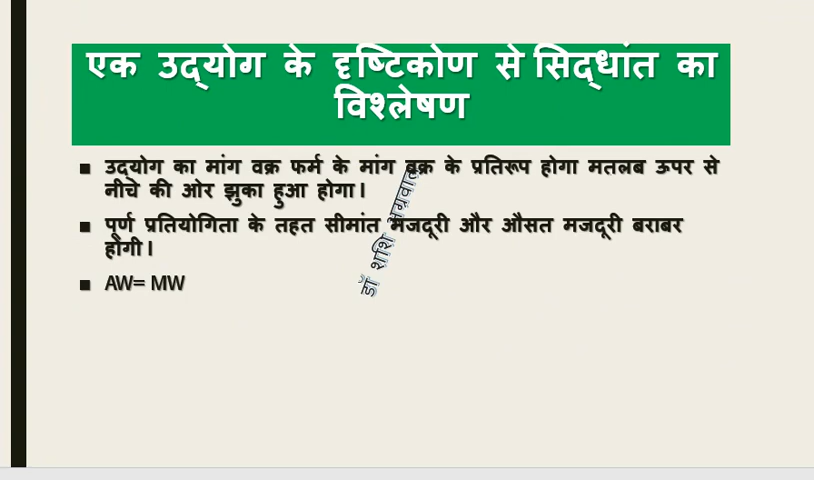 एक उद्योग के दृष्टिकोण से सिद्धांत का
विश्लेषण
▪ उद्योग का मांग वक्र फर्म के मांग वक्र के प्रतिरूप होगा मतलब ऊपर से
नीचे की ओर झुका हुआ होगा।
▪ पूर्ण प्रतियोगिता के तहत सीमांत मजदूरी और औसत मजदूरी बराबर
होगी।
▪ AW= MW
डॉ शशि अग्रवाल